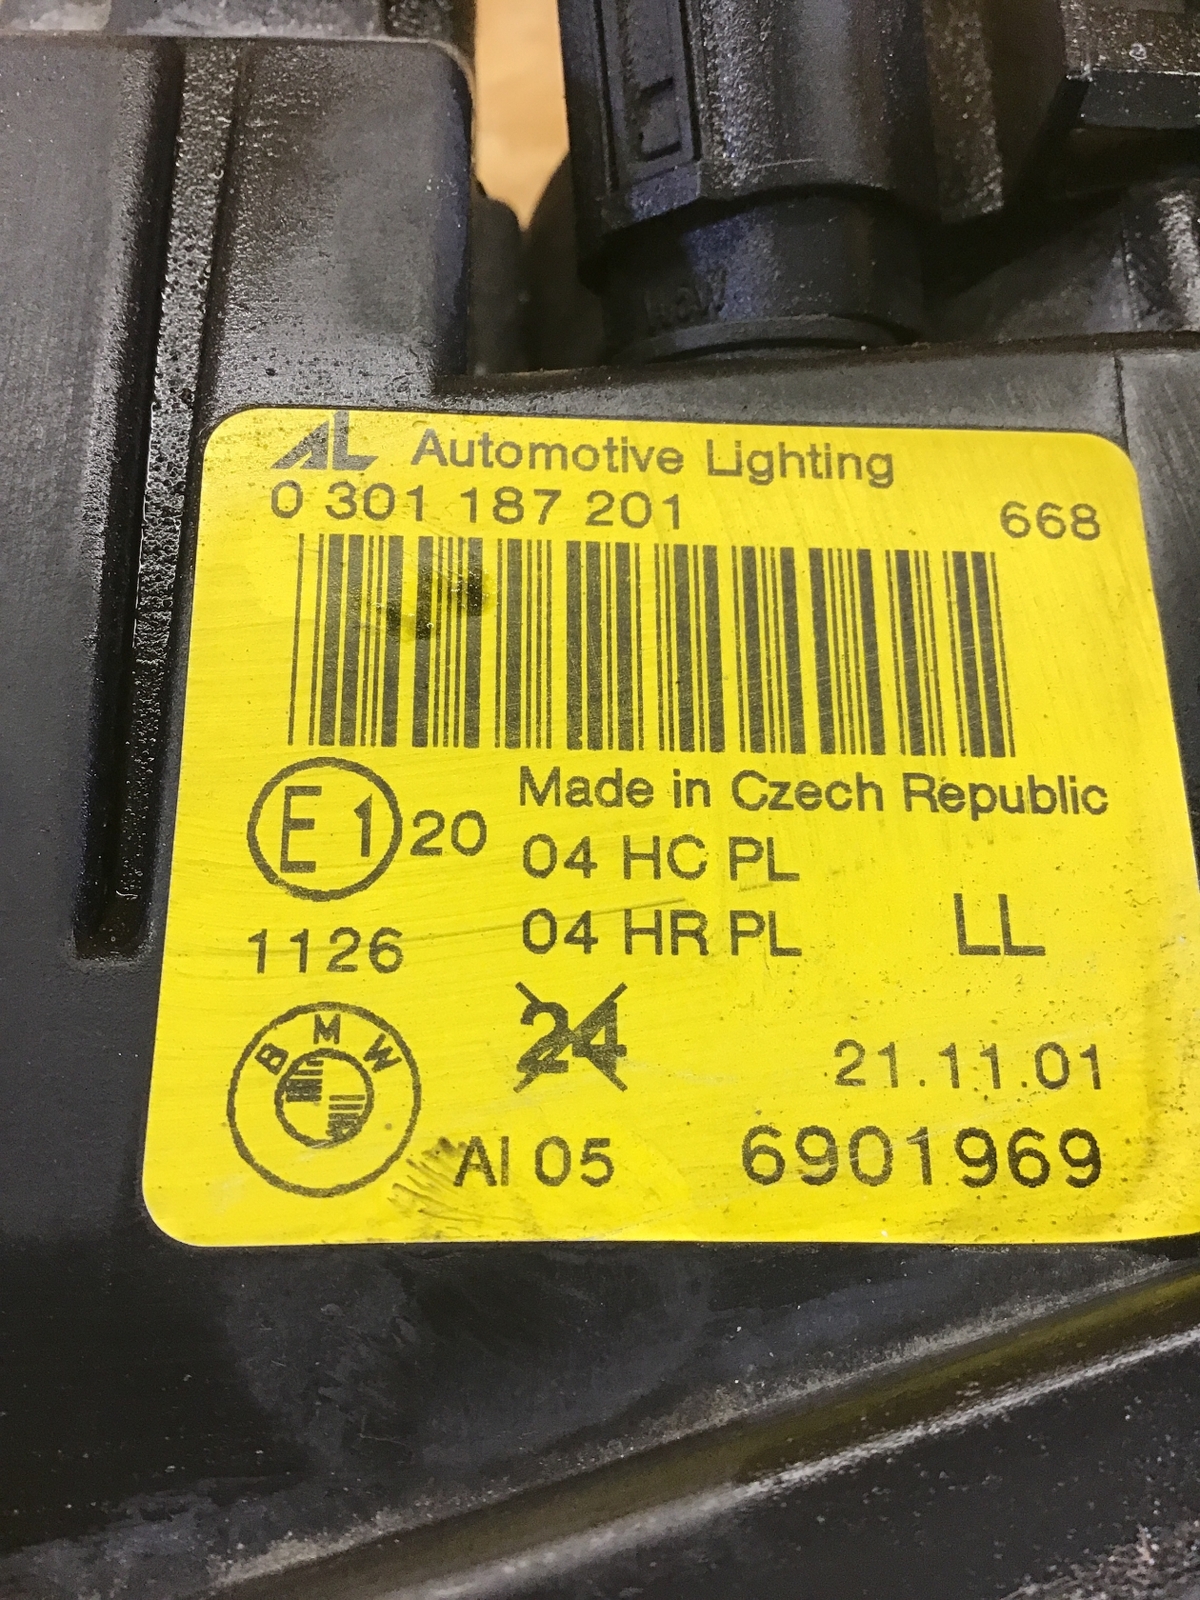 AL Automotive Lighting
0 301 187 201 668
Made in Czech Republic
E1 20 04 HC PL
1126 04 HR PL LL
24 21.11.01
BMW Al 05 6901969